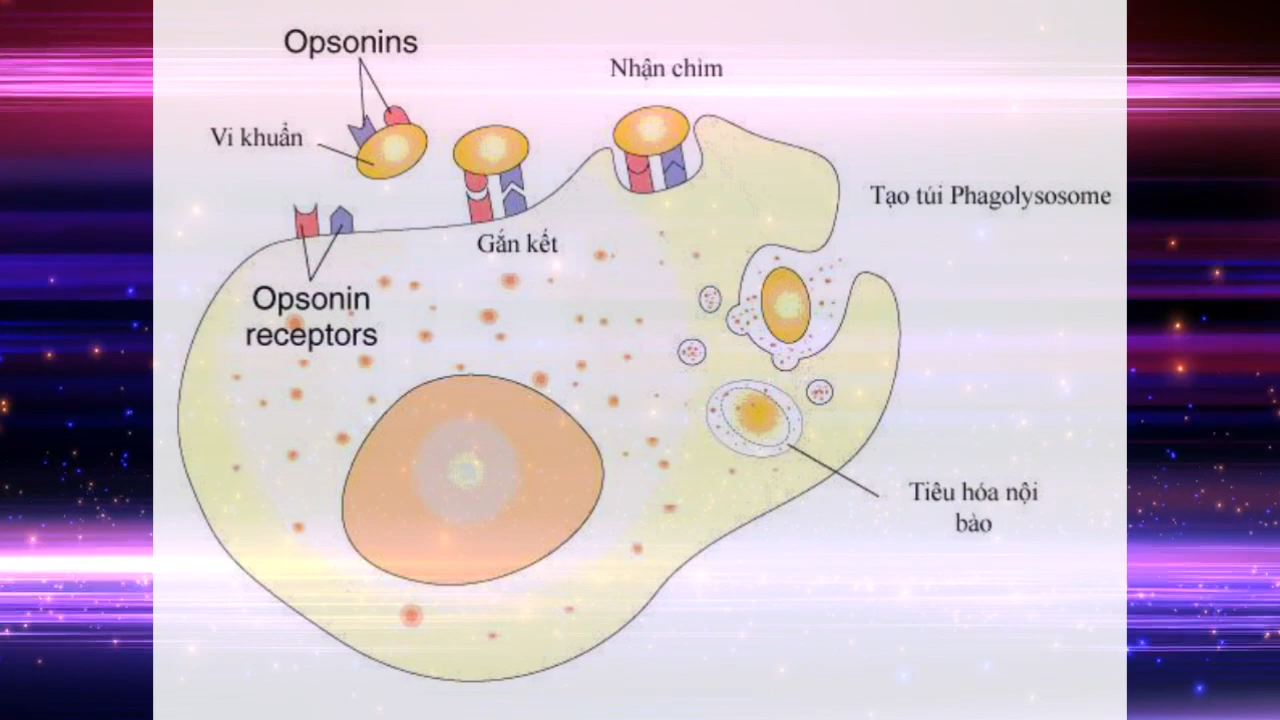 Opsonins
Nhận chìm
Vi khuẩn
Tạo túi Phagolysosome
Gắn kết
Opsonin
receptors
Tiêu hóa nội
bào